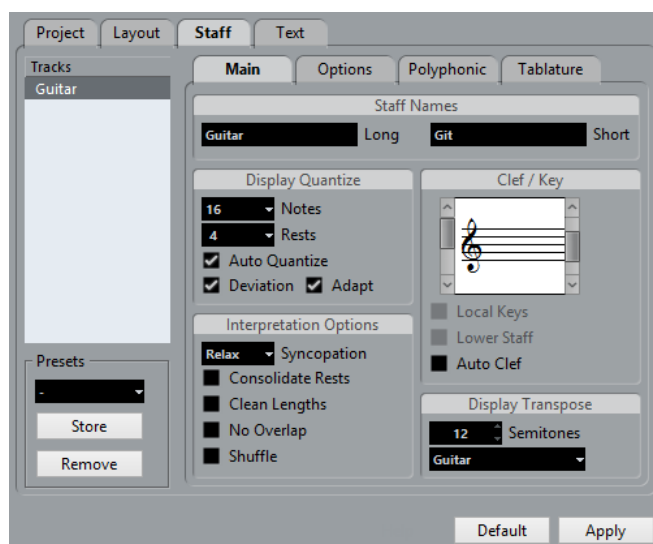 Project Layout Staff Text
Tracks
Guitar
Presets
-
Store
Remove
Main Options Polyphonic Tablature
Staff Names
Guitar Long Git Short
Display Quantize
16 Notes
4 Rests
Auto Quantize
Deviation Adapt
Interpretation Options
Relax Syncopation
Consolidate Rests
Clean Lengths
No Overlap
Shuffle
Clef / Key
Local Keys
Lower Staff
Auto Clef
Display Transpose
12 Semitones
Guitar
Default Apply